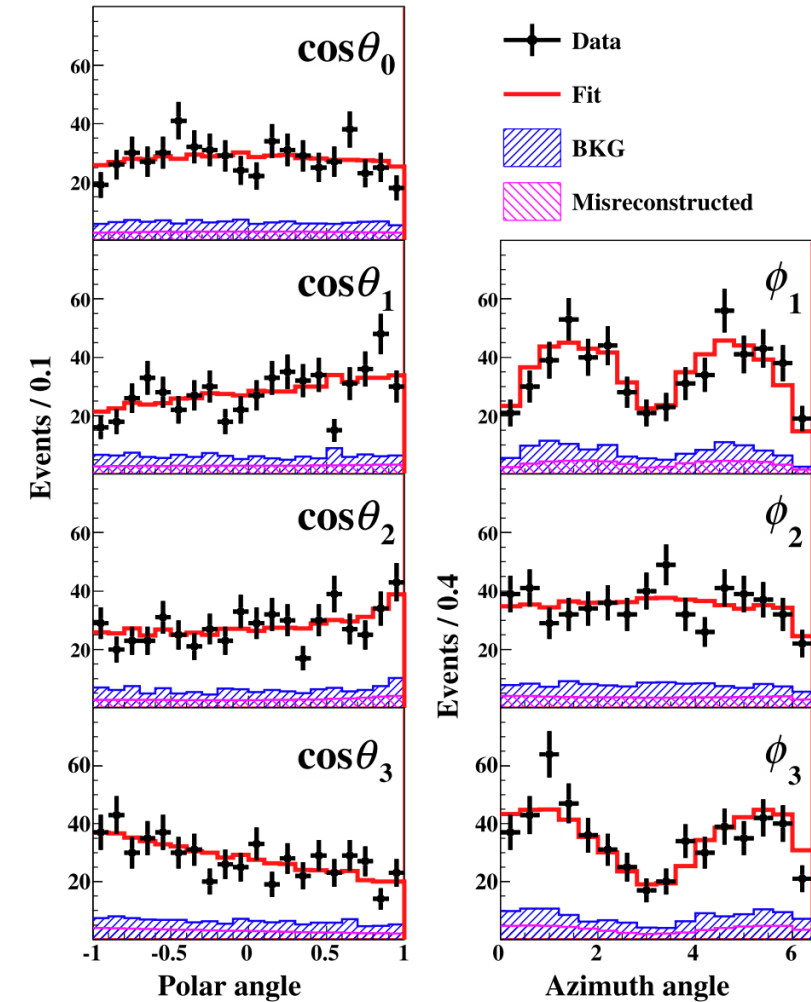 cosθ0
60
40
20
Data
Fit
BKG
Misreconstructed
cosθ1
60
40
20
ϕ1
60
40
20
cosθ2
60
40
20
ϕ2
60
40
20
cosθ3
60
40
20
ϕ3
60
40
20
Events / 0.1
Events / 0.4
-1 -0.5 0 0.5 1
0 2 4 6
Polar angle
Azimuth angle